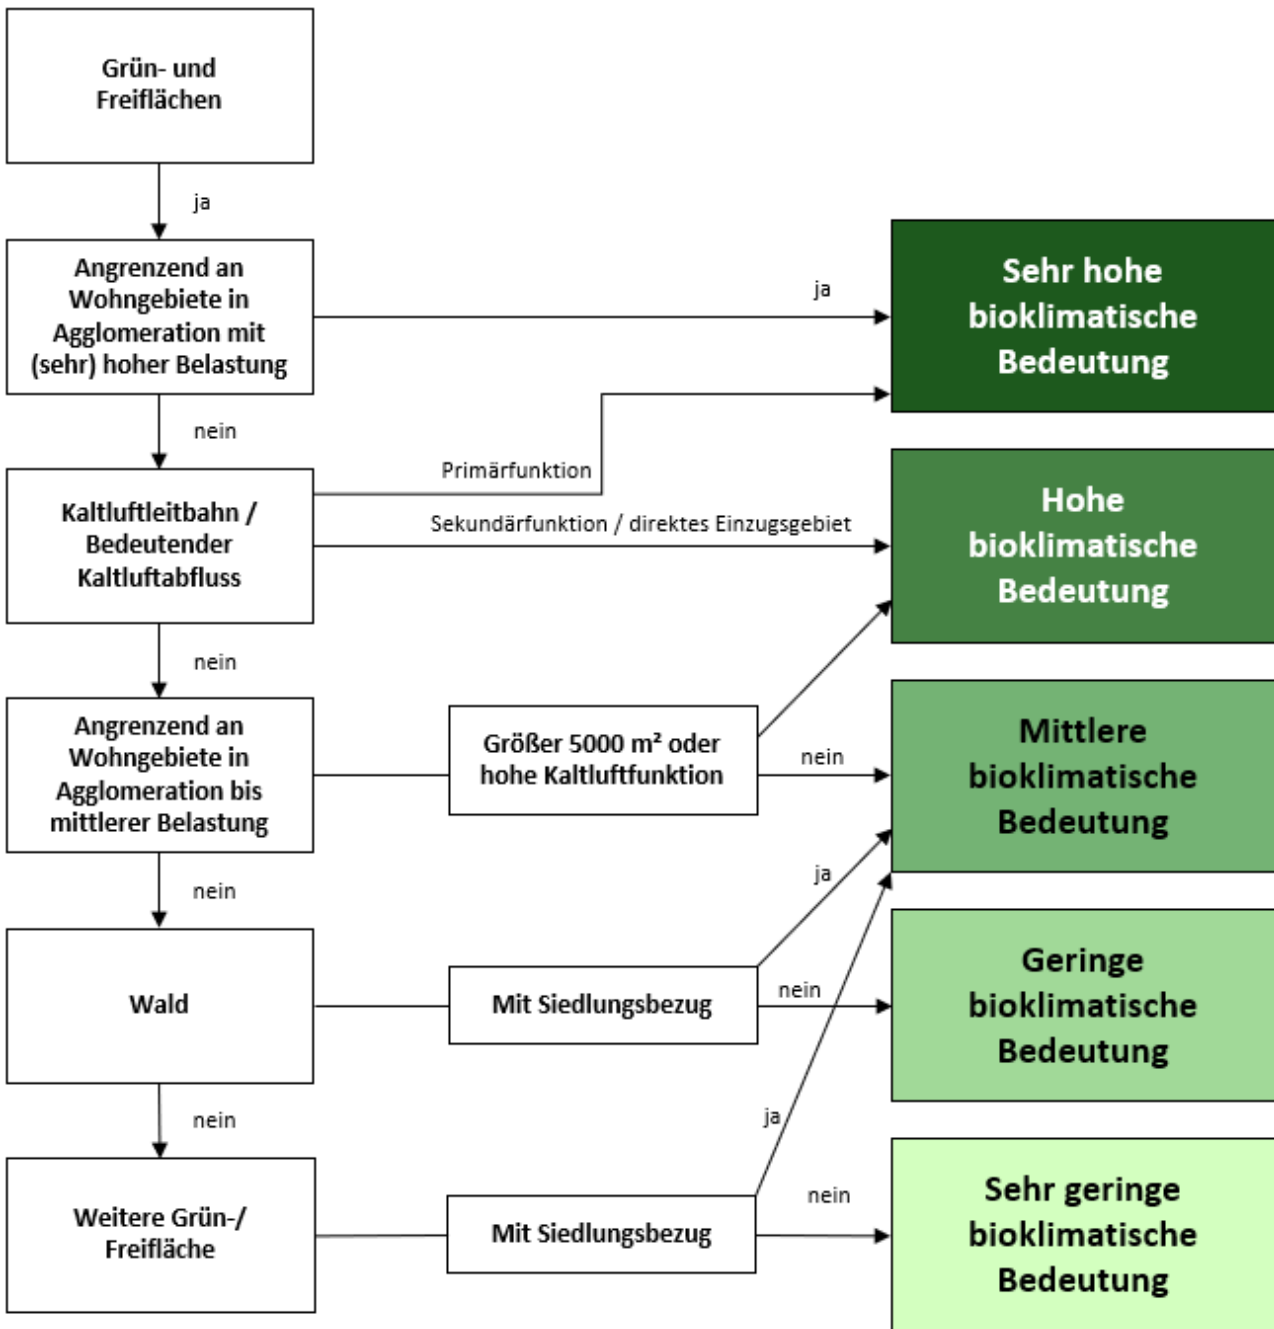 Grün- und
Freiflächen
ja
Angrenzend an
Wohngebiete in
Agglomeration mit
(sehr) hoher Belastung
ja
Sehr hohe
bioklimatische
Bedeutung
nein
Primärfunktion
Kaltluftleitbahn /
Bedeutender
Kaltluftabfluss
Sekundärfunktion / direktes Einzugsgebiet
Hohe
bioklimatische
Bedeutung
nein
Angrenzend an
Wohngebiete in
Agglomeration bis
mittlerer Belastung
Größer 5000 m² oder
hohe Kaltluftfunktion
nein
Mittlere
bioklimatische
Bedeutung
nein
ja
Wald
Mit Siedlungsbezug
nein
Geringe
bioklimatische
Bedeutung
nein
ja
Weitere Grün-/
Freifläche
Mit Siedlungsbezug
nein
Sehr geringe
bioklimatische
Bedeutung